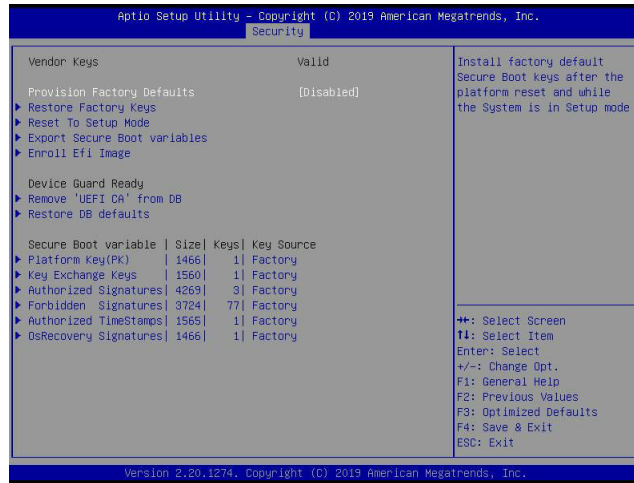 Aptio Setup Utility – Copyright (C) 2019 American Megatrends, Inc.
Security
Vendor Keys Valid
Provision Factory Defaults [Disabled]
Restore Factory Keys
Reset To Setup Mode
Export Secure Boot variables
Enroll Efi Image
Device Guard Ready
Remove 'UEFI CA' from DB
Restore DB defaults
Secure Boot variable | Size| Keys| Key Source
Platform Key(PK) | 1466| 1| Factory
Key Exchange Keys | 1560| 1| Factory
Authorized Signatures| 4269| 3| Factory
Forbidden Signatures| 3724| 77| Factory
Authorized TimeStamps| 1565| 1| Factory
OsRecovery Signatures| 1466| 1| Factory
Install factory default
Secure Boot keys after the
platform reset and while
the System is in Setup mode
→←: Select Screen
↑↓: Select Item
Enter: Select
+/-: Change Opt.
F1: General Help
F2: Previous Values
F3: Optimized Defaults
F4: Save & Exit
ESC: Exit
Version 2.20.1274. Copyright (C) 2019 American Megatrends, Inc.